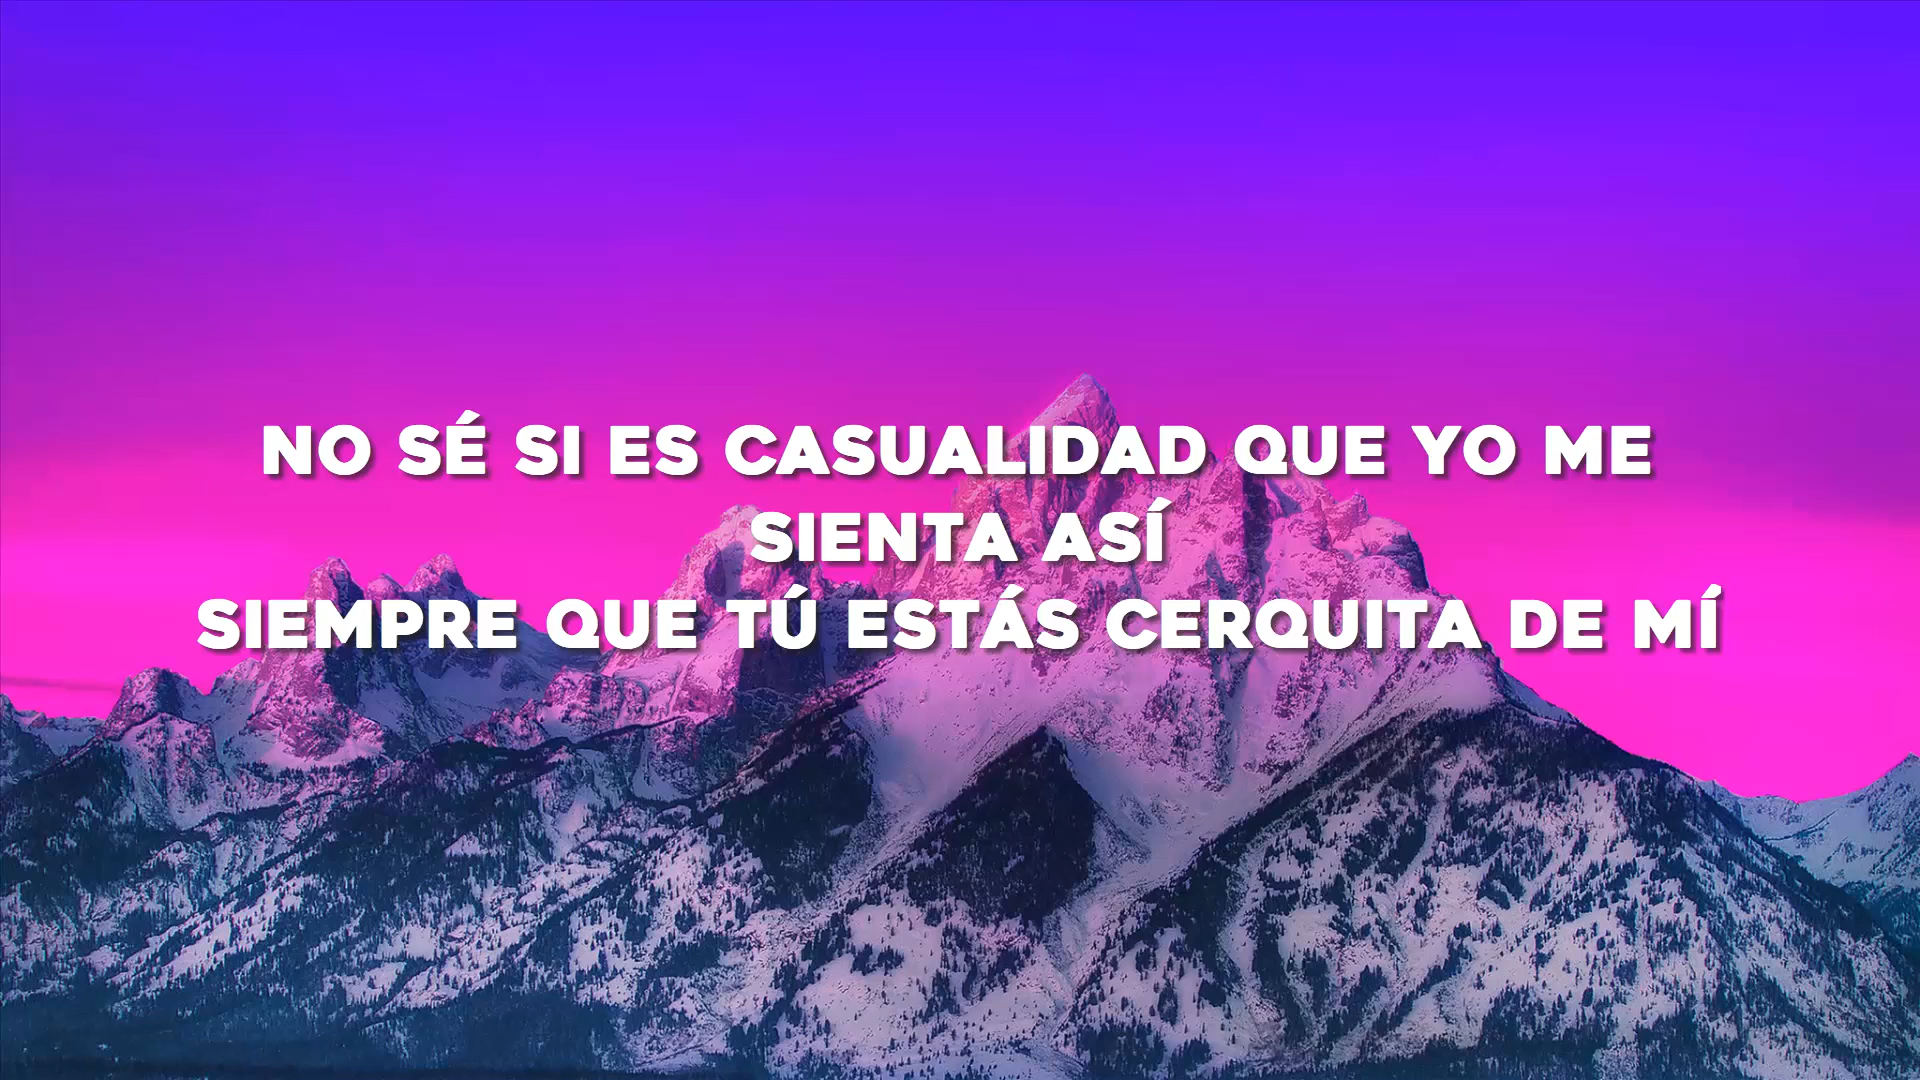 NO SÉ SI ES CASUALIDAD QUE YO ME
SIENTA ASÍ
SIEMPRE QUE TÚ ESTÁS CERQUITA DE MÍ